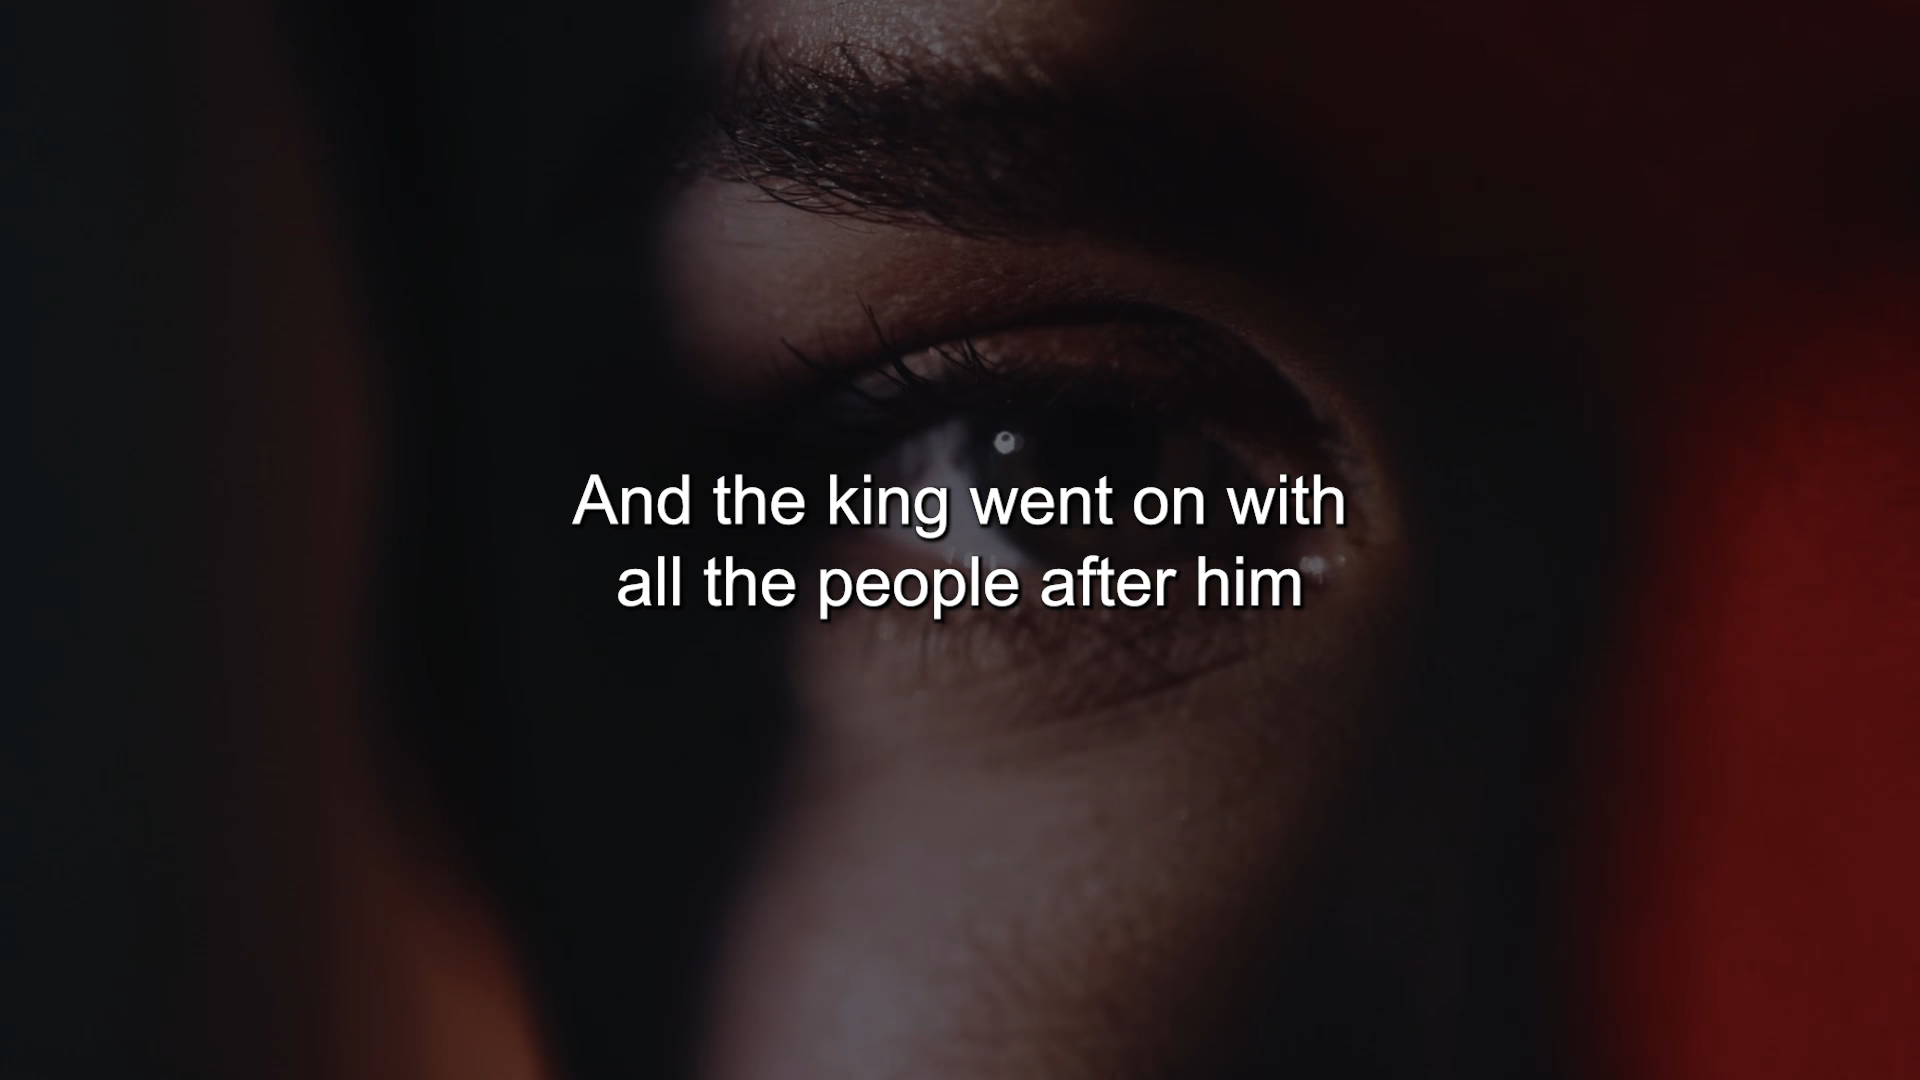 And the king went on with
all the people after him